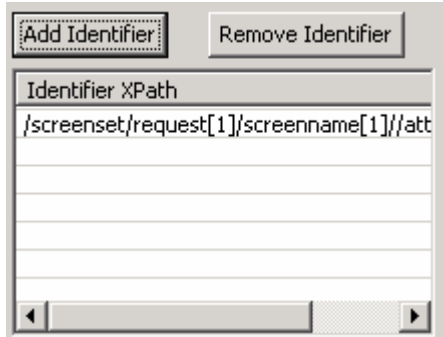 Add Identifier Remove Identifier
Identifier XPath
/screenset/request[1]/screenname[1]//att